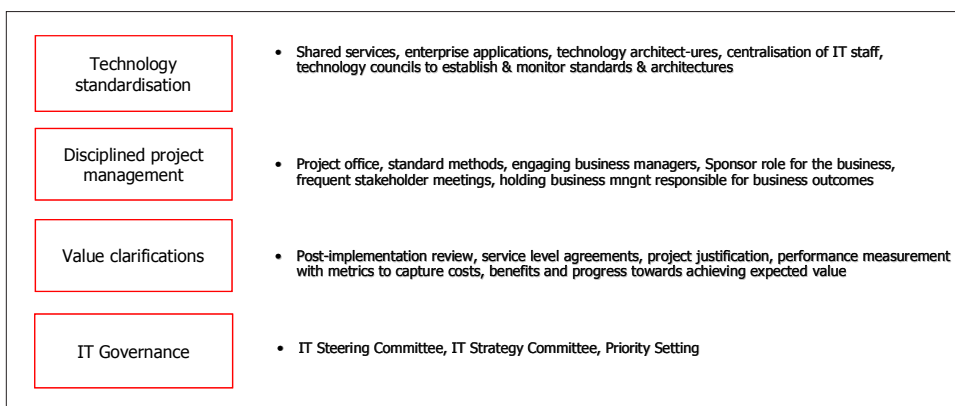 Technology
standardisation
• Shared services, enterprise applications, technology architect-ures, centralisation of IT staff,
technology councils to establish & monitor standards & architectures
Disciplined project
management
• Project office, standard methods, engaging business managers, Sponsor role for the business,
frequent stakeholder meetings, holding business mngnt responsible for business outcomes
Value clarifications
• Post-implementation review, service level agreements, project justification, performance measurement
with metrics to capture costs, benefits and progress towards achieving expected value
IT Governance
• IT Steering Committee, IT Strategy Committee, Priority Setting